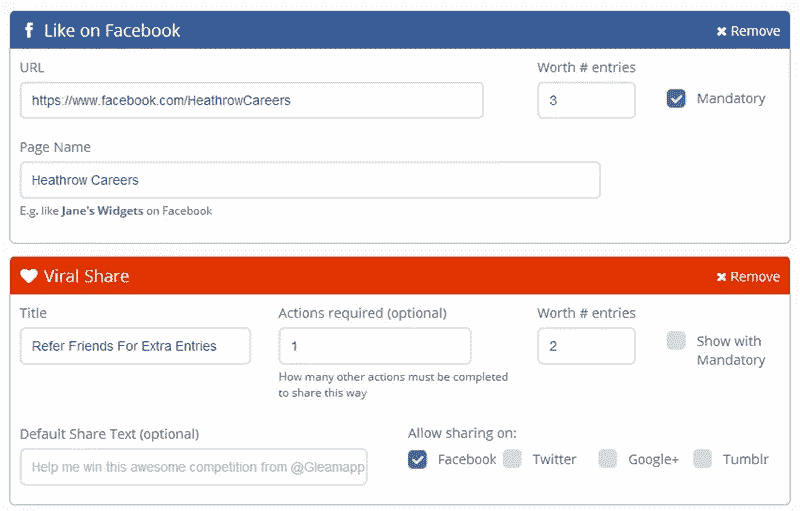 Like on Facebook
Remove
URL
Worth # entries
https://www.facebook.com/HeathrowCareers
3
Mandatory
Page Name
Heathrow Careers
E.g. like Jane's Widgets on Facebook
Viral Share
Remove
Title
Actions required (optional)
Worth # entries
Refer Friends For Extra Entries
1
2
Show with
Mandatory
How many other actions must be completed
to share this way
Default Share Text (optional)
Allow sharing on:
Help me win this awesome competition from @Gleamapp
Facebook
Twitter
Google+
Tumblr